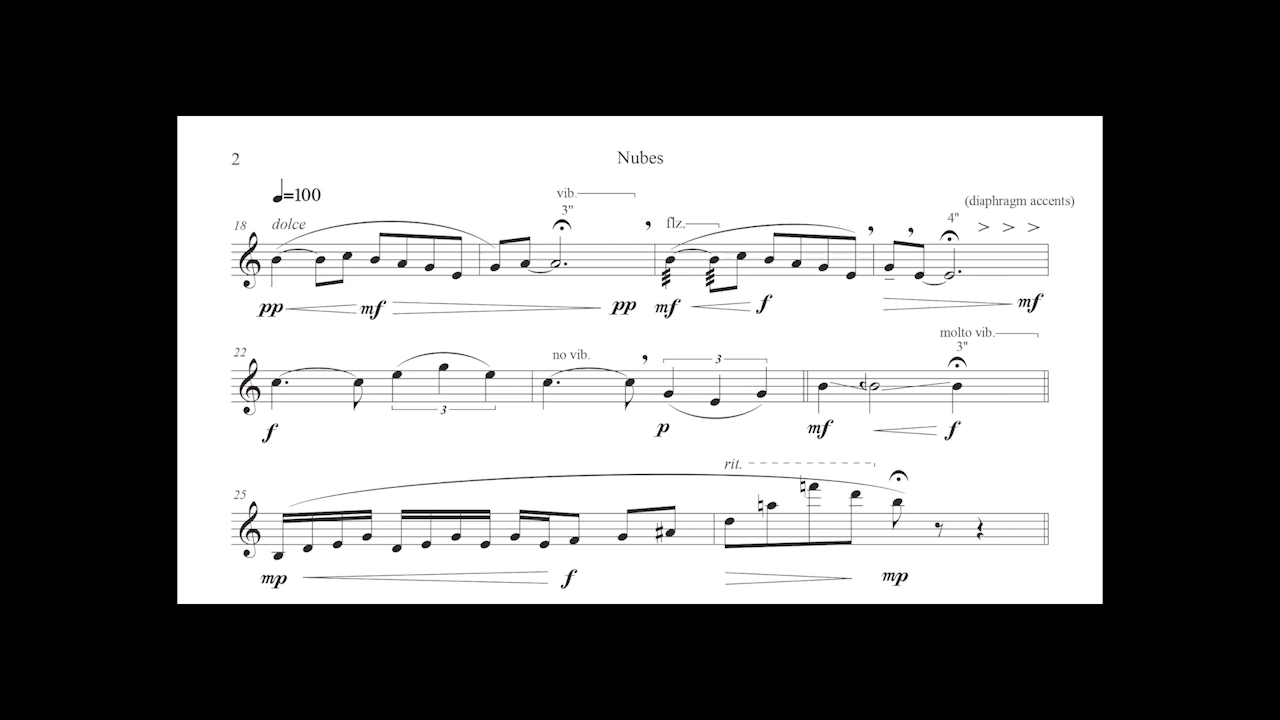 2
Nubes
♩=100
vib.
3"
(diaphragm accents)
4"
18
dolce
flz.
pp
mf
pp
mf
f
mf
22
no vib.
molto vib.
3"
3
3
f
p
mf
f
25
rit.
mp
f
mp